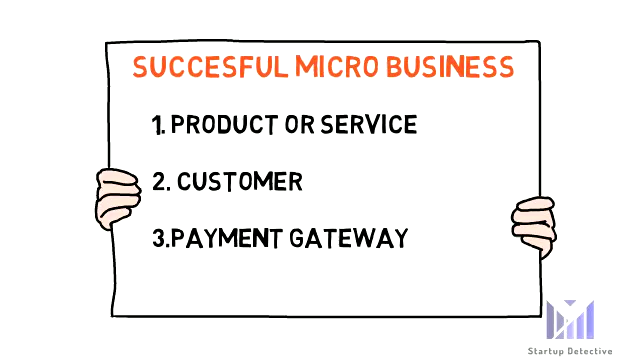 SUCCESFUL MICRO BUSINESS
1. PRODUCT OR SERVICE
2. CUSTOMER
3.PAYMENT GATEWAY
Startup Detective